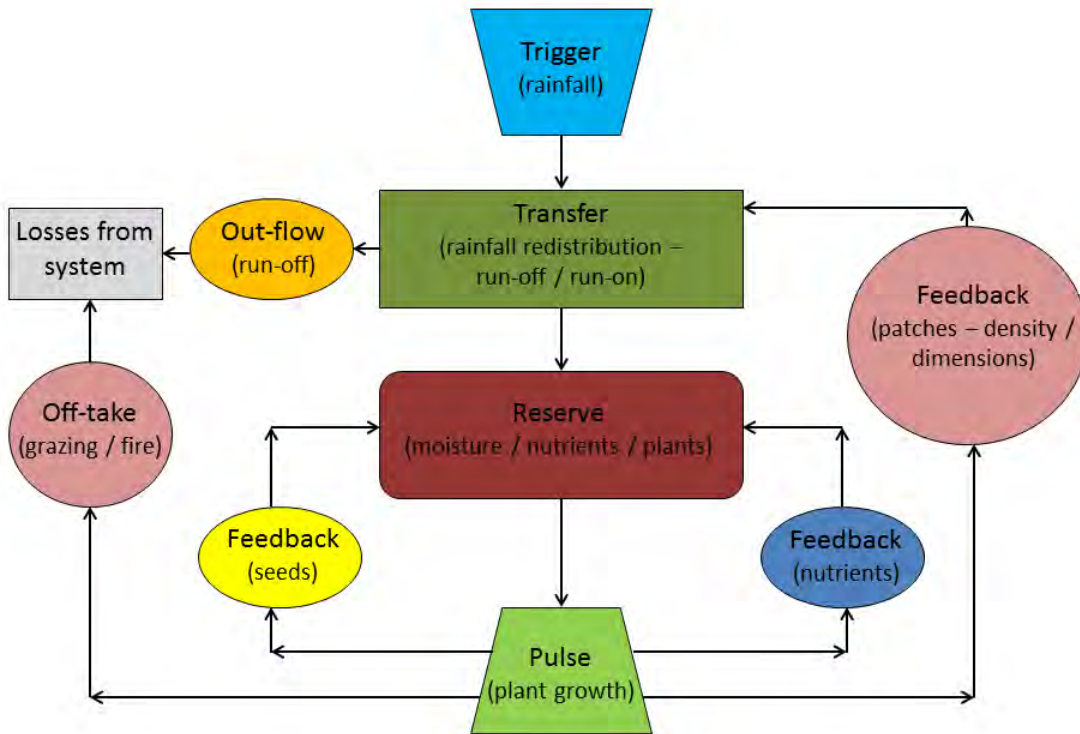 Trigger
(rainfall)
Transfer
(rainfall redistribution –
run-off / run-on)
Out-flow
(run-off)
Losses from
system
Feedback
(patches – density /
dimensions)
Off-take
(grazing / fire)
Reserve
(moisture / nutrients / plants)
Feedback
(seeds)
Feedback
(nutrients)
Pulse
(plant growth)